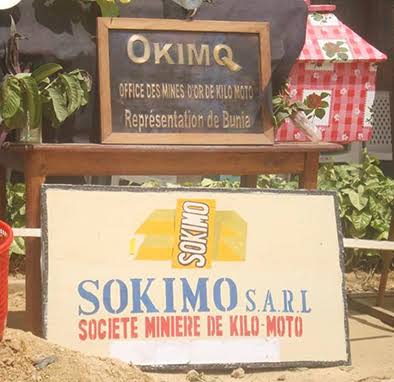 OKIMO
OFFICE DES MINES D'OR DE KILO MOTO
Représentation de Bunia
SOKIMO
SOKIMO S.A.R.L
SOCIETE MINIERE DE KILO-MOTO